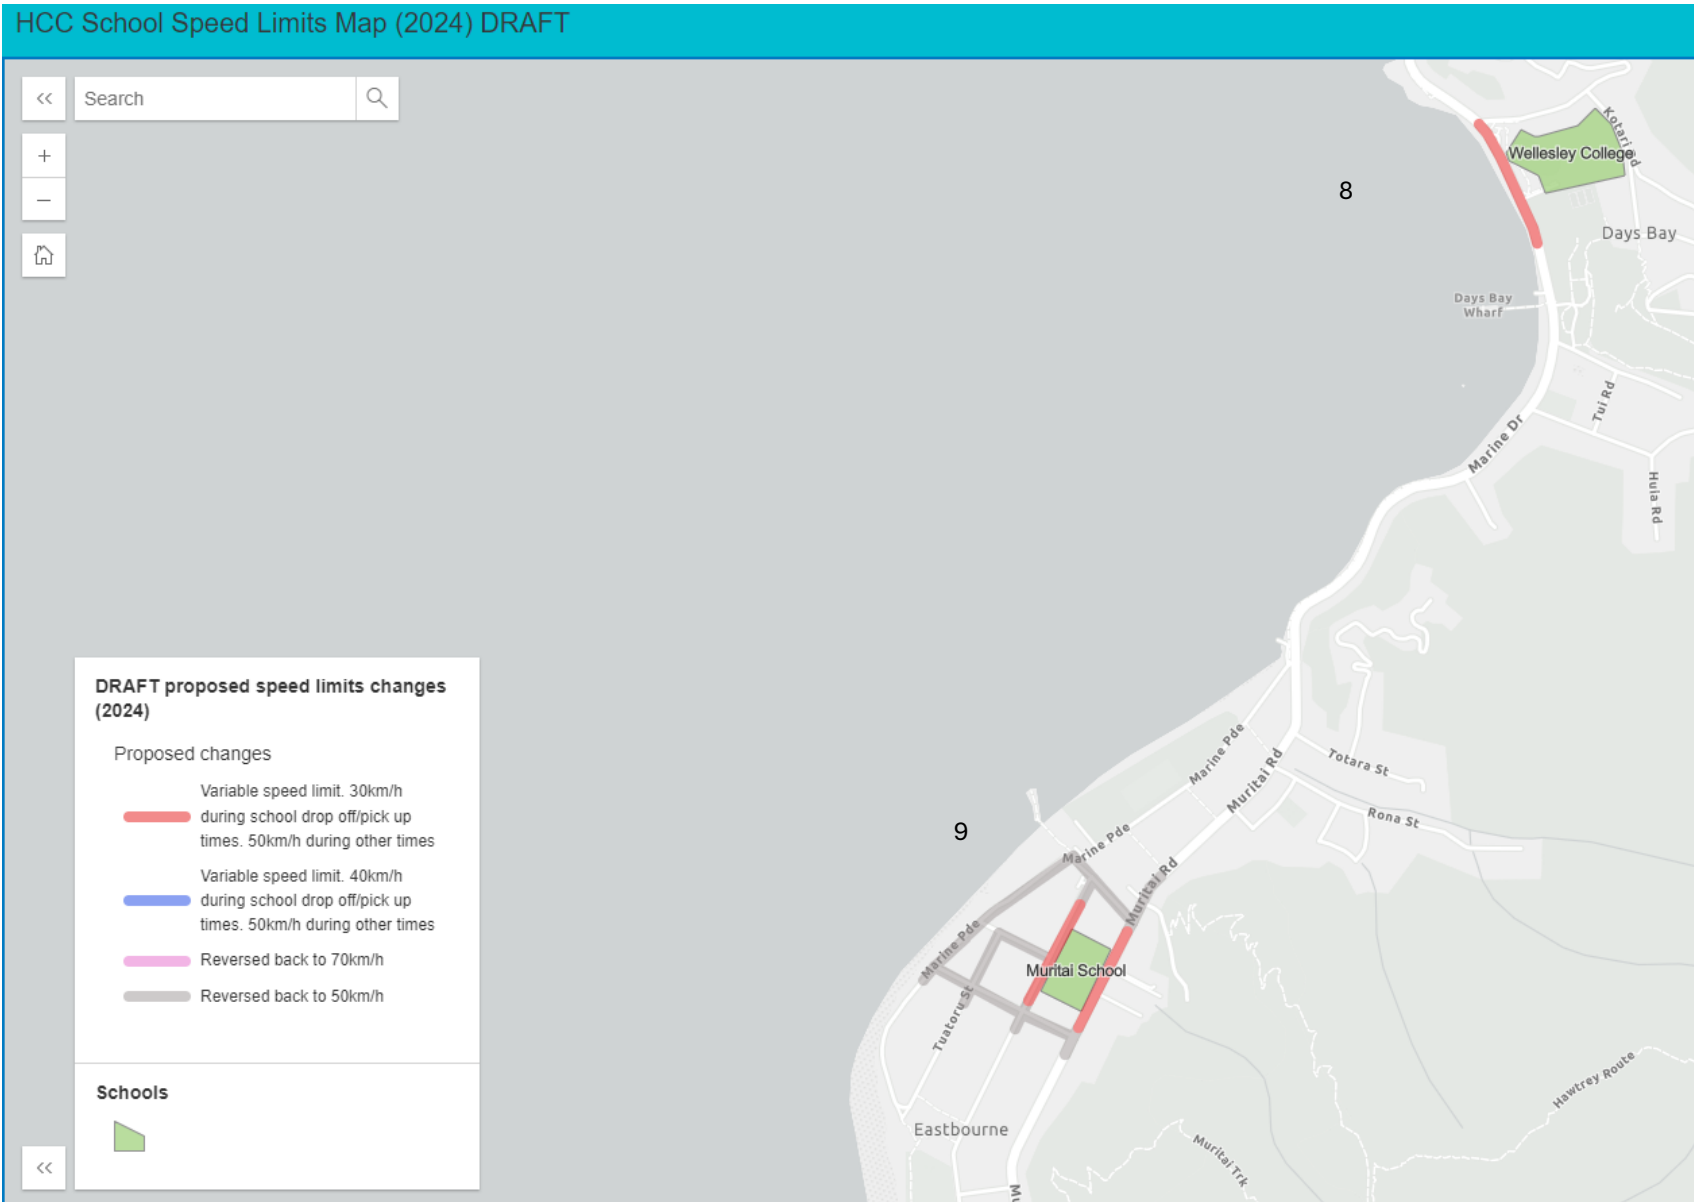 HCC School Speed Limits Map (2024) DRAFT
Search
Kotari Rd
Wellesley College
8
Days Bay
Days Bay
Wharf
Tui Rd
Marine Dr
Huia Rd
DRAFT proposed speed limits changes
(2024)
Proposed changes
Variable speed limit. 30km/h
during school drop off/pick up
times. 50km/h during other times
Variable speed limit. 40km/h
during school drop off/pick up
times. 50km/h during other times
Reversed back to 70km/h
Reversed back to 50km/h
Schools
Marine Pde
Muritai Rd
Totara St
Rona St
9
Marine Pde
Muritai Rd
Marine Pde
Muritai School
Tuatoru St
Hawtrey Route
Eastbourne
Muritai Trk
Mu